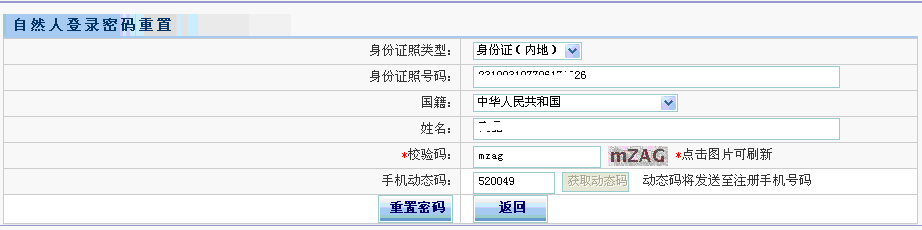 自然人登录密码重置
身份证照类型： 身份证（内地）
身份证照号码：
国籍： 中华人民共和国
姓名：
*校验码： mzag mZAG *点击图片可刷新
手机动态码： 520049 获取动态码 动态码将发送至注册手机号码
重置密码 返回